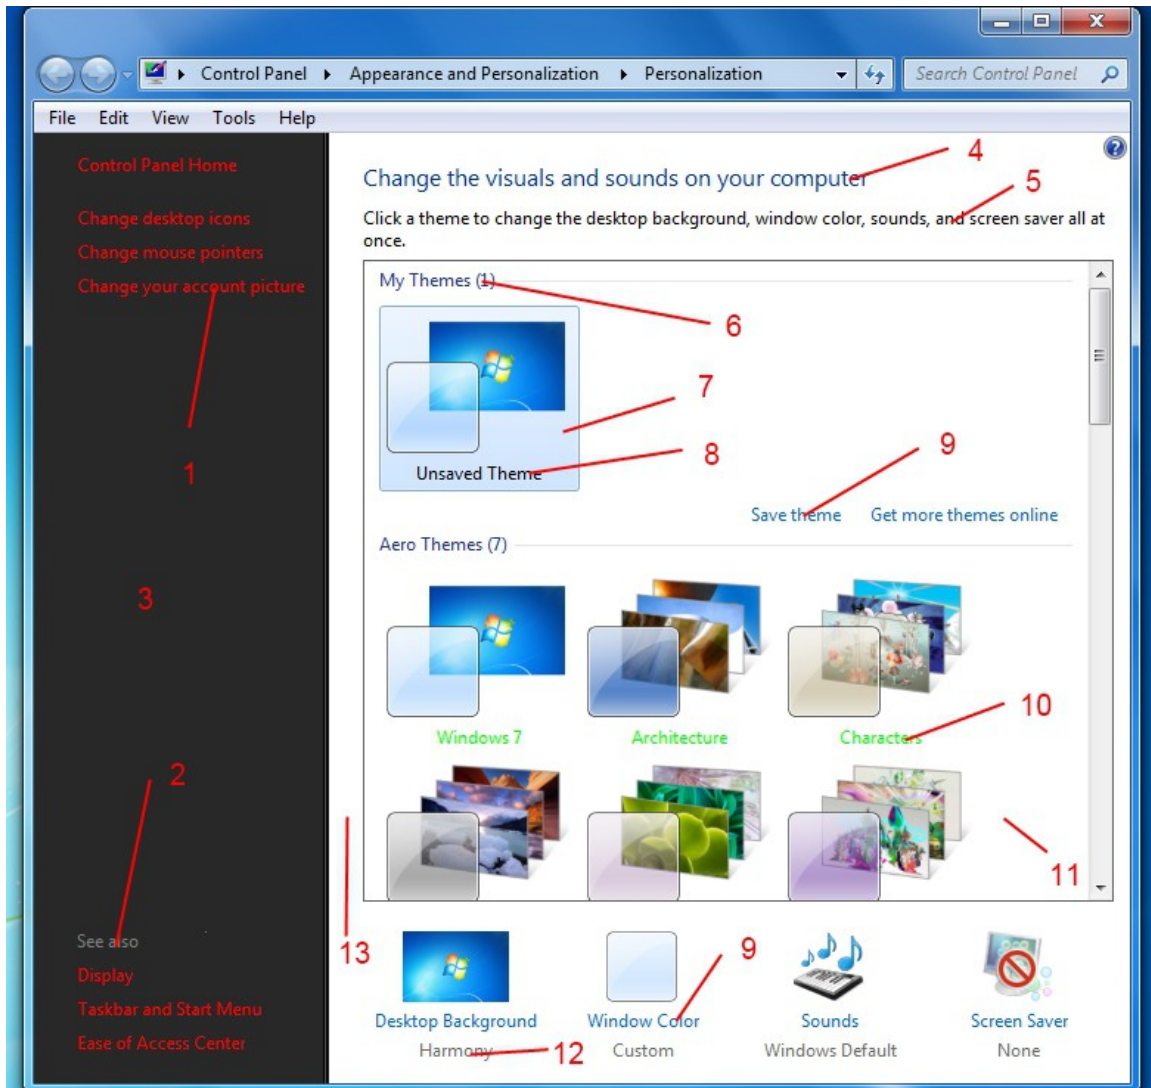 Control Panel Appearance and Personalization Personalization Search Control Panel
File Edit View Tools Help
Control Panel Home
Change desktop icons
Change mouse pointers
Change your account picture
1
3
2
See also
Display
Taskbar and Start Menu
Ease of Access Center
4
Change the visuals and sounds on your computer
5
Click a theme to change the desktop background, window color, sounds, and screen saver all at
once.
My Themes (1)
6
7
8
Unsaved Theme
9
Save theme Get more themes online
Aero Themes (7)
10
Windows 7 Architecture Characters
11
13
9
Desktop Background Window Color Sounds Screen Saver
Harmony 12 Custom Windows Default None